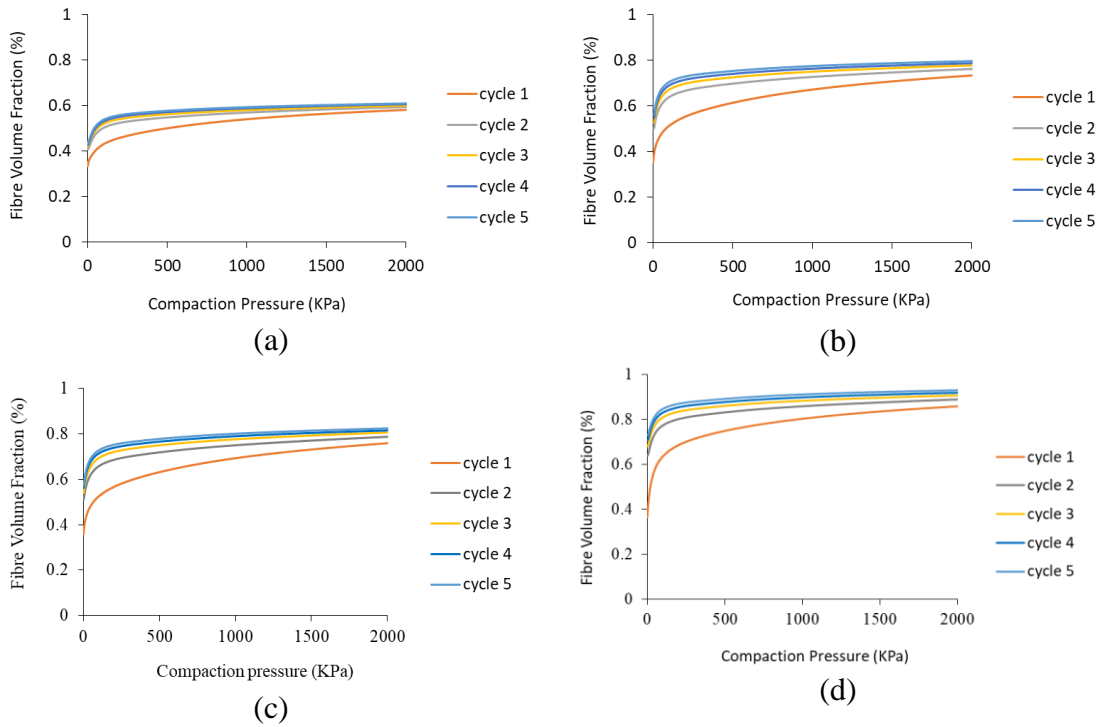 1
0.8
0.6
0.4
0.2
0
Fibre Volume Fraction (%)
0 500 1000 1500 2000
Compaction Pressure (KPa)
cycle 1
cycle 2
cycle 3
cycle 4
cycle 5
(a)
1
0.8
0.6
0.4
0.2
0
Fibre Volume Fraction (%)
0 500 1000 1500 2000
Compaction Pressure (KPa)
cycle 1
cycle 2
cycle 3
cycle 4
cycle 5
(b)
1
0.8
0.6
0.4
0.2
0
Fibre Volume Fraction (%)
0 500 1000 1500 2000
Compaction pressure (KPa)
cycle 1
cycle 2
cycle 3
cycle 4
cycle 5
(c)
1
0.8
0.6
0.4
0.2
0
Fibre Volume Fraction (%)
0 500 1000 1500 2000
Compaction Pressure (KPa)
cycle 1
cycle 2
cycle 3
cycle 4
cycle 5
(d)